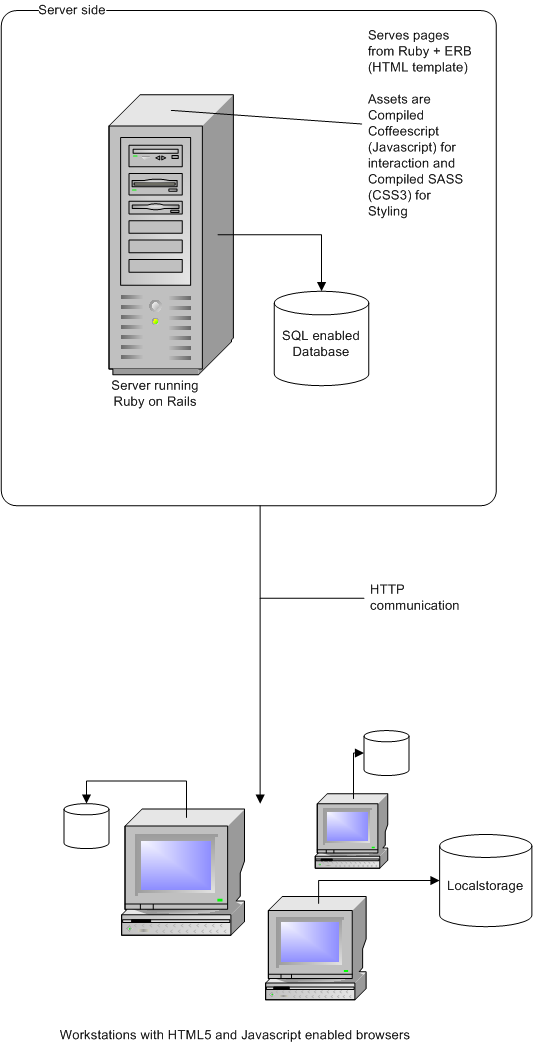 Server side
Serves pages
from Ruby + ERB
(HTML template)
Assets are
Compiled
Coffeescript
(Javascript) for
interaction and
Compiled SASS
(CSS3) for
Styling
SQL enabled
Database
Server running
Ruby on Rails
HTTP
communication
Localstorage
Workstations with HTML5 and Javascript enabled browsers